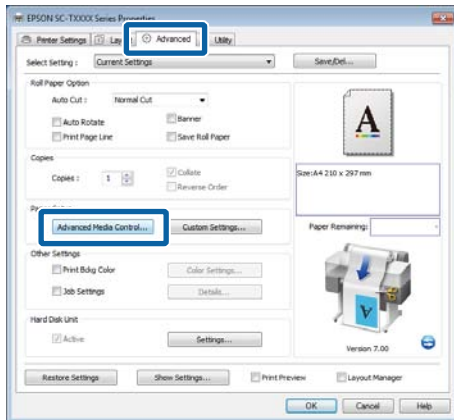 EPSON SC-TXXXX Series Properties
Printer Settings Lay Advanced Utility
Select Setting : Current Settings Save/Del...
Roll Paper Option
Auto Cut : Normal Cut
Auto Rotate Banner
Print Page Line Save Roll Paper
A
Copies
Copies : 1 Collate
Reverse Order
Size:A4 210 x 297 mm
Advanced Media Control... Custom Settings...
Paper Remaining:
Other Settings
Print Bkg Color Color Settings...
Job Settings Details...
Hard Disk Unit
Active Settings...
Version 7.00
Restore Settings Show Settings... Print Preview Layout Manager
OK Cancel Help